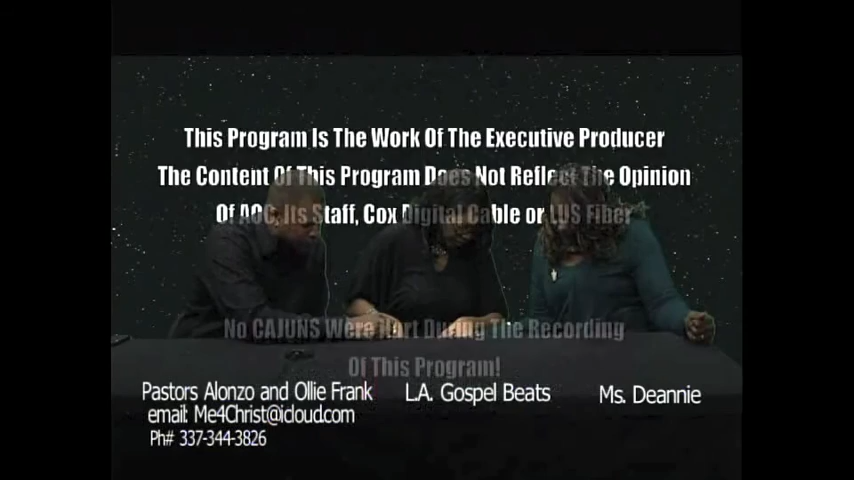 This Program Is The Work Of The Executive Producer
The Content Of This Program Does Not Reflect The Opinion
Of AOC, Its Staff, Cox Digital Cable or LUS Fiber
No CAJUNS Were Hurt During The Recording
Of This Program!
Pastors Alonzo and Ollie Frank L.A. Gospel Beats Ms. Deannie
email: Me4Christ@icloud.com
Ph# 337-344-3826